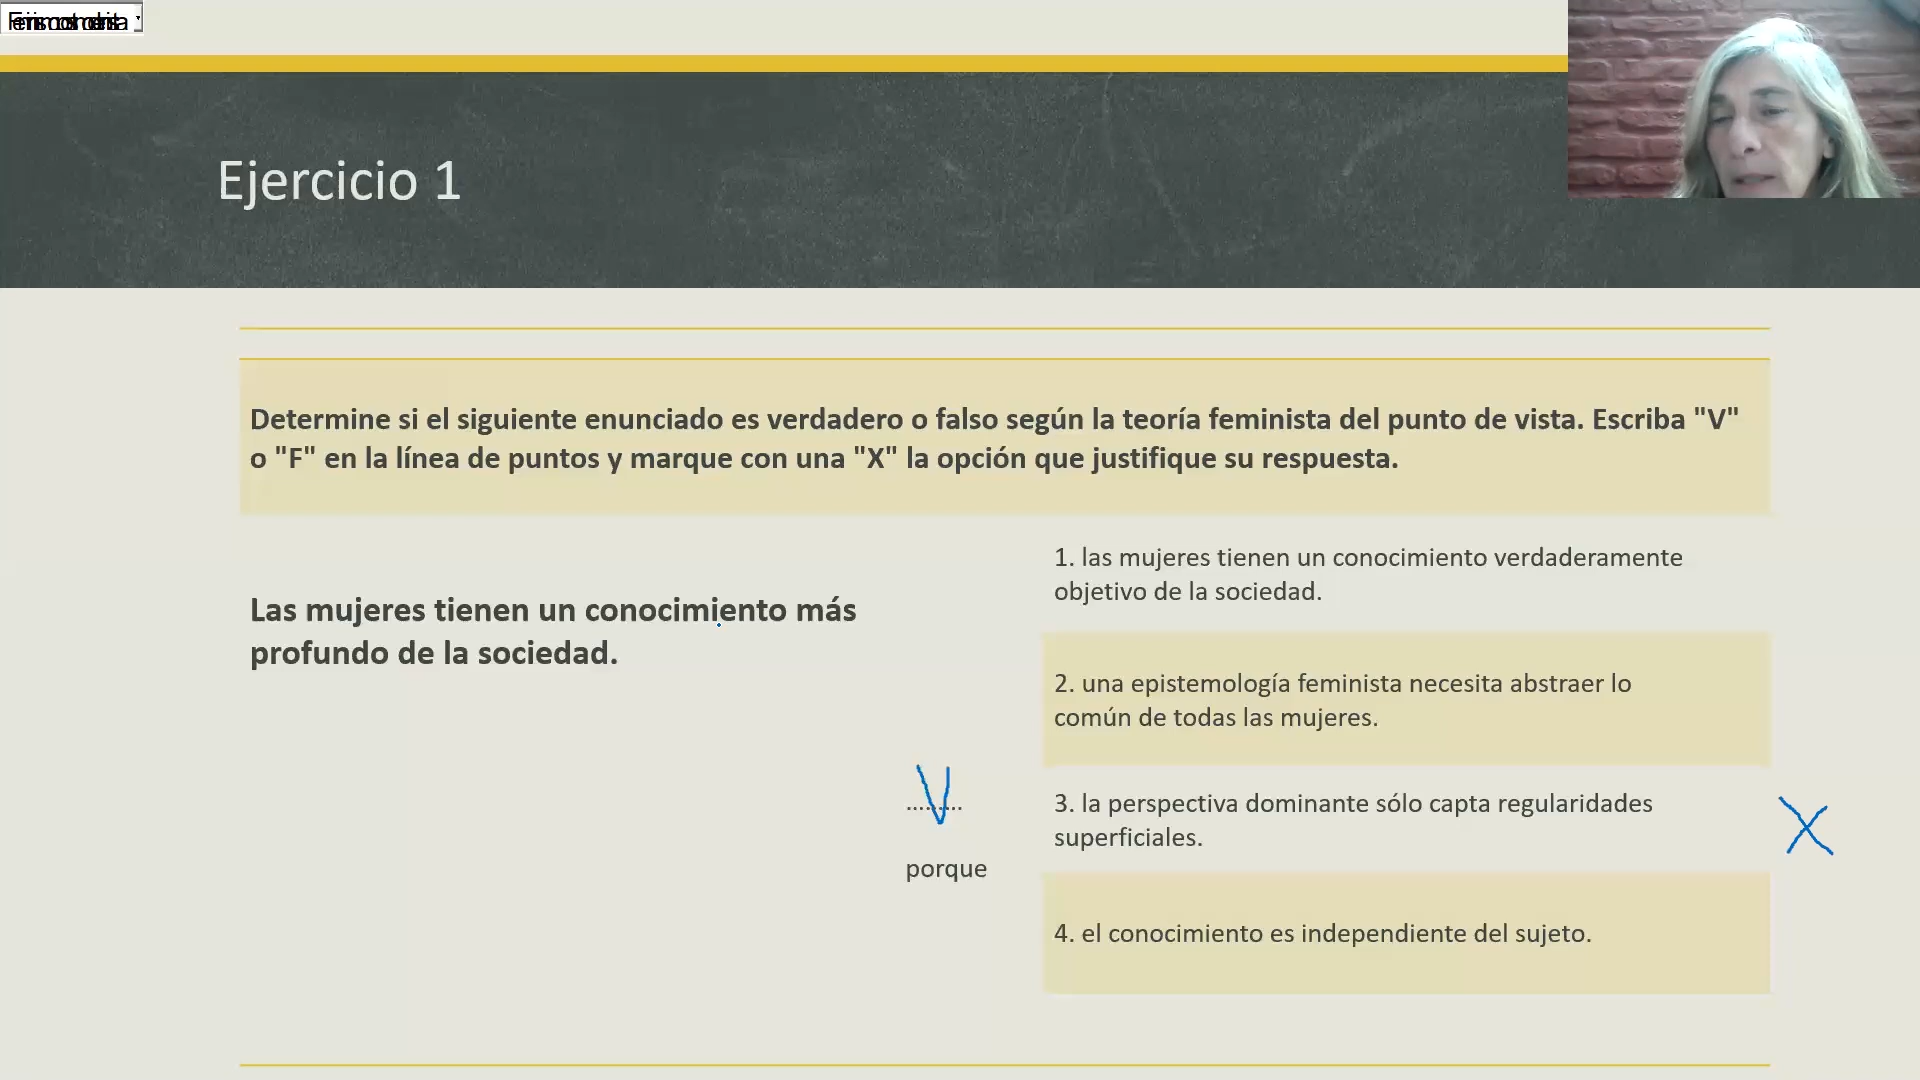 Ejercicio 1
Determine si el siguiente enunciado es verdadero o falso según la teoría feminista del punto de vista. Escriba "V"
o "F" en la línea de puntos y marque con una "X" la opción que justifique su respuesta.
Las mujeres tienen un conocimiento más
profundo de la sociedad.
1. las mujeres tienen un conocimiento verdaderamente
objetivo de la sociedad.
2. una epistemología feminista necesita abstraer lo
común de todas las mujeres.
V
.........
porque
3. la perspectiva dominante sólo capta regularidades
superficiales.
X
4. el conocimiento es independiente del sujeto.